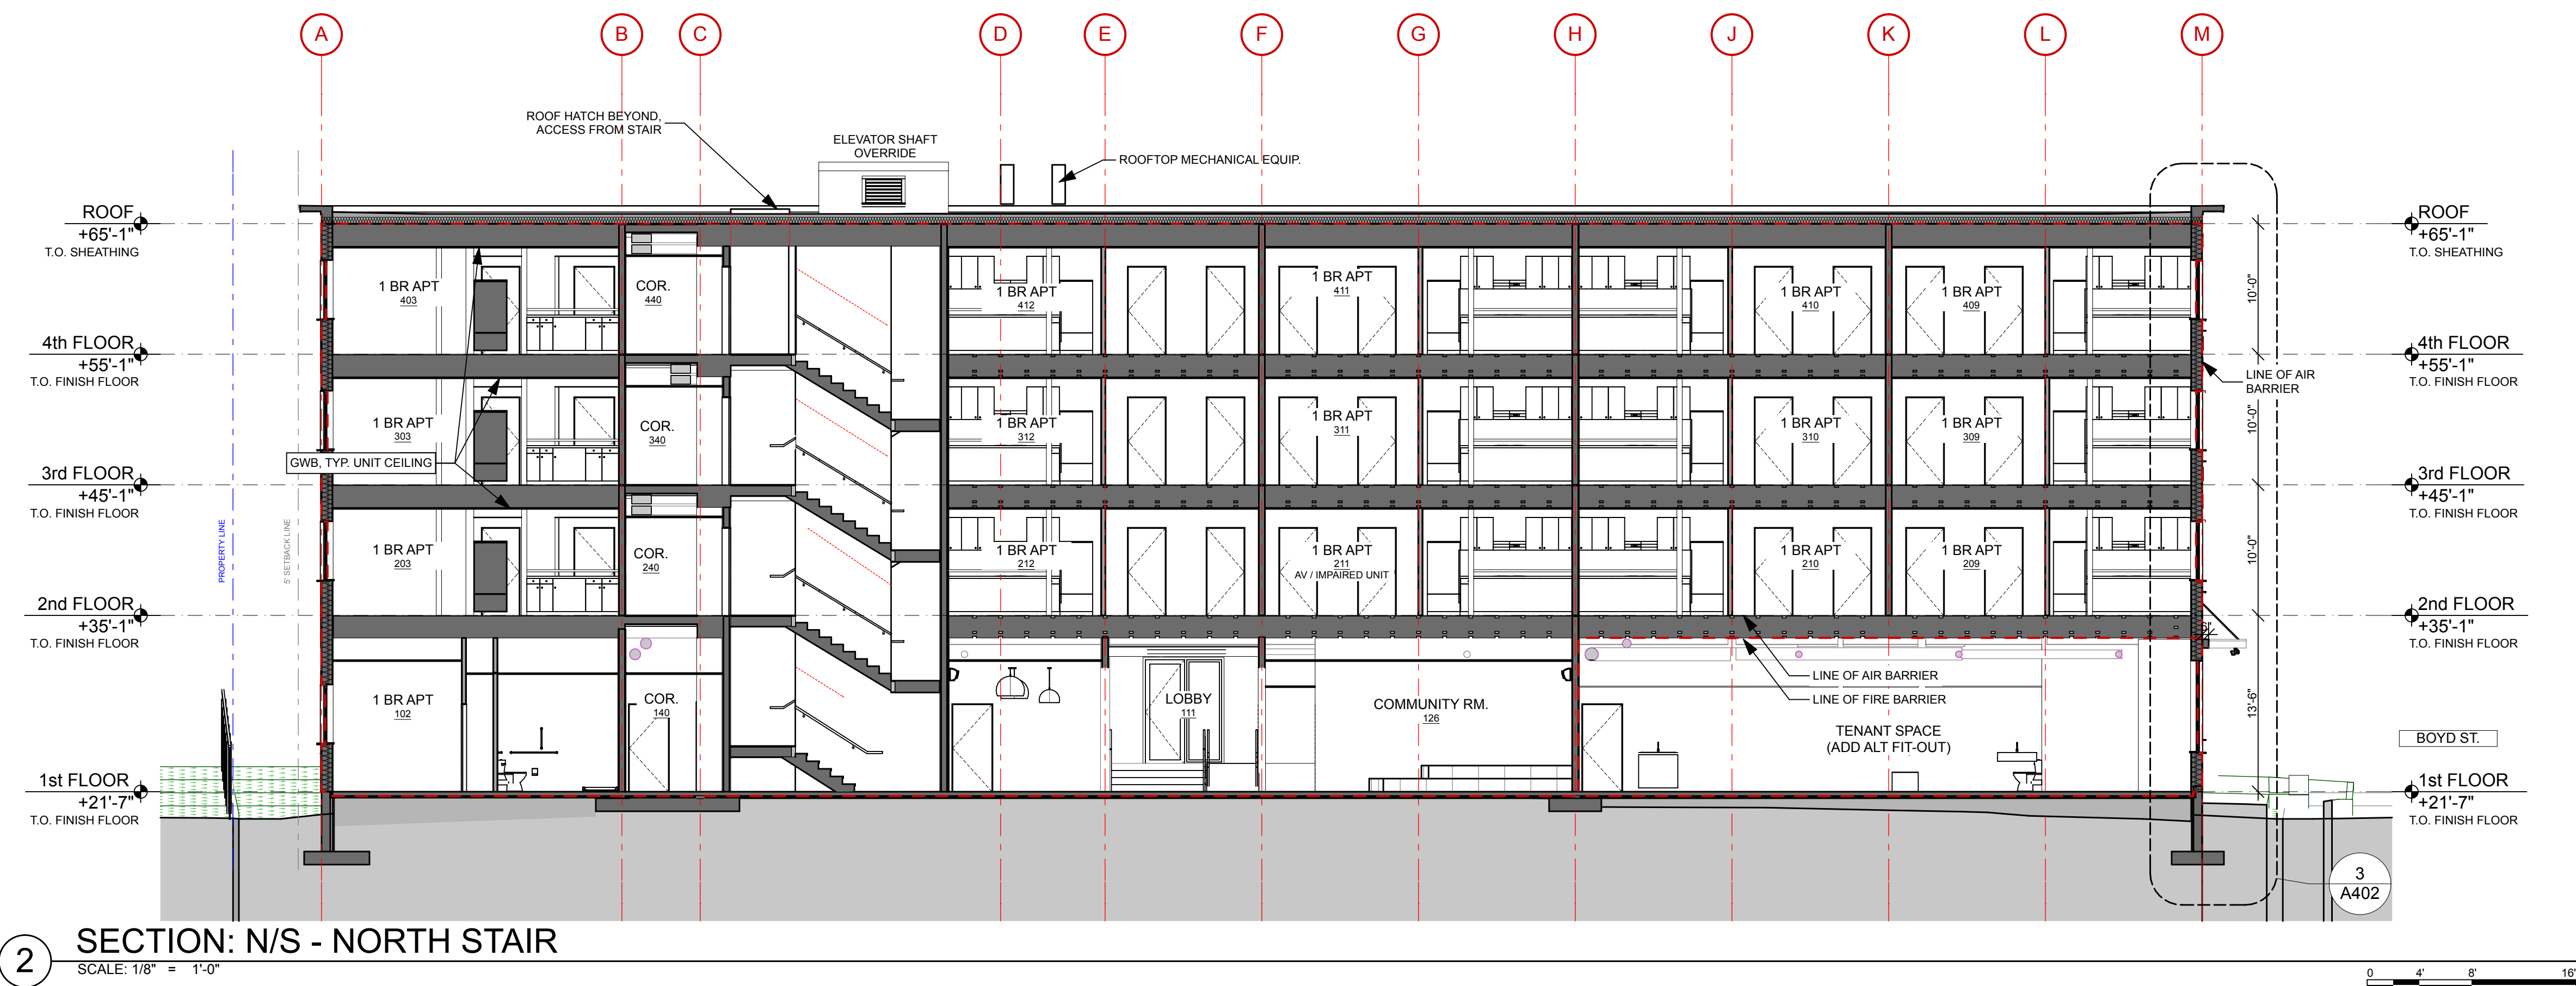 A
B
C
D
E
F
G
H
J
K
L
M
ROOF HATCH BEYOND,
ACCESS FROM STAIR
ELEVATOR SHAFT
OVERRIDE
ROOFTOP MECHANICAL EQUIP.
ROOF
+65'-1"
T.O. SHEATHING
4th FLOOR
+55'-1"
T.O. FINISH FLOOR
3rd FLOOR
+45'-1"
T.O. FINISH FLOOR
2nd FLOOR
+35'-1"
T.O. FINISH FLOOR
1st FLOOR
+21'-7"
T.O. FINISH FLOOR
PROPERTY LINE
5' SETBACK LINE
1 BR APT
403
COR.
440
1 BR APT
412
1 BR APT
411
1 BR APT
410
1 BR APT
409
1 BR APT
303
COR.
340
1 BR APT
312
1 BR APT
311
1 BR APT
310
1 BR APT
309
GWB, TYP. UNIT CEILING
1 BR APT
203
COR.
240
1 BR APT
212
1 BR APT
211
AV / IMPAIRED UNIT
1 BR APT
210
1 BR APT
209
1 BR APT
102
COR.
140
LOBBY
111
COMMUNITY RM.
126
LINE OF AIR BARRIER
LINE OF FIRE BARRIER
TENANT SPACE
(ADD ALT FIT-OUT)
10'-0"
10'-0"
10'-0"
13'-6"
6"
LINE OF AIR
BARRIER
ROOF
+65'-1"
T.O. SHEATHING
4th FLOOR
+55'-1"
T.O. FINISH FLOOR
3rd FLOOR
+45'-1"
T.O. FINISH FLOOR
2nd FLOOR
+35'-1"
T.O. FINISH FLOOR
BOYD ST.
1st FLOOR
+21'-7"
T.O. FINISH FLOOR
3
A402
2
SECTION: N/S - NORTH STAIR
SCALE: 1/8" = 1'-0"
0 4' 8' 16'